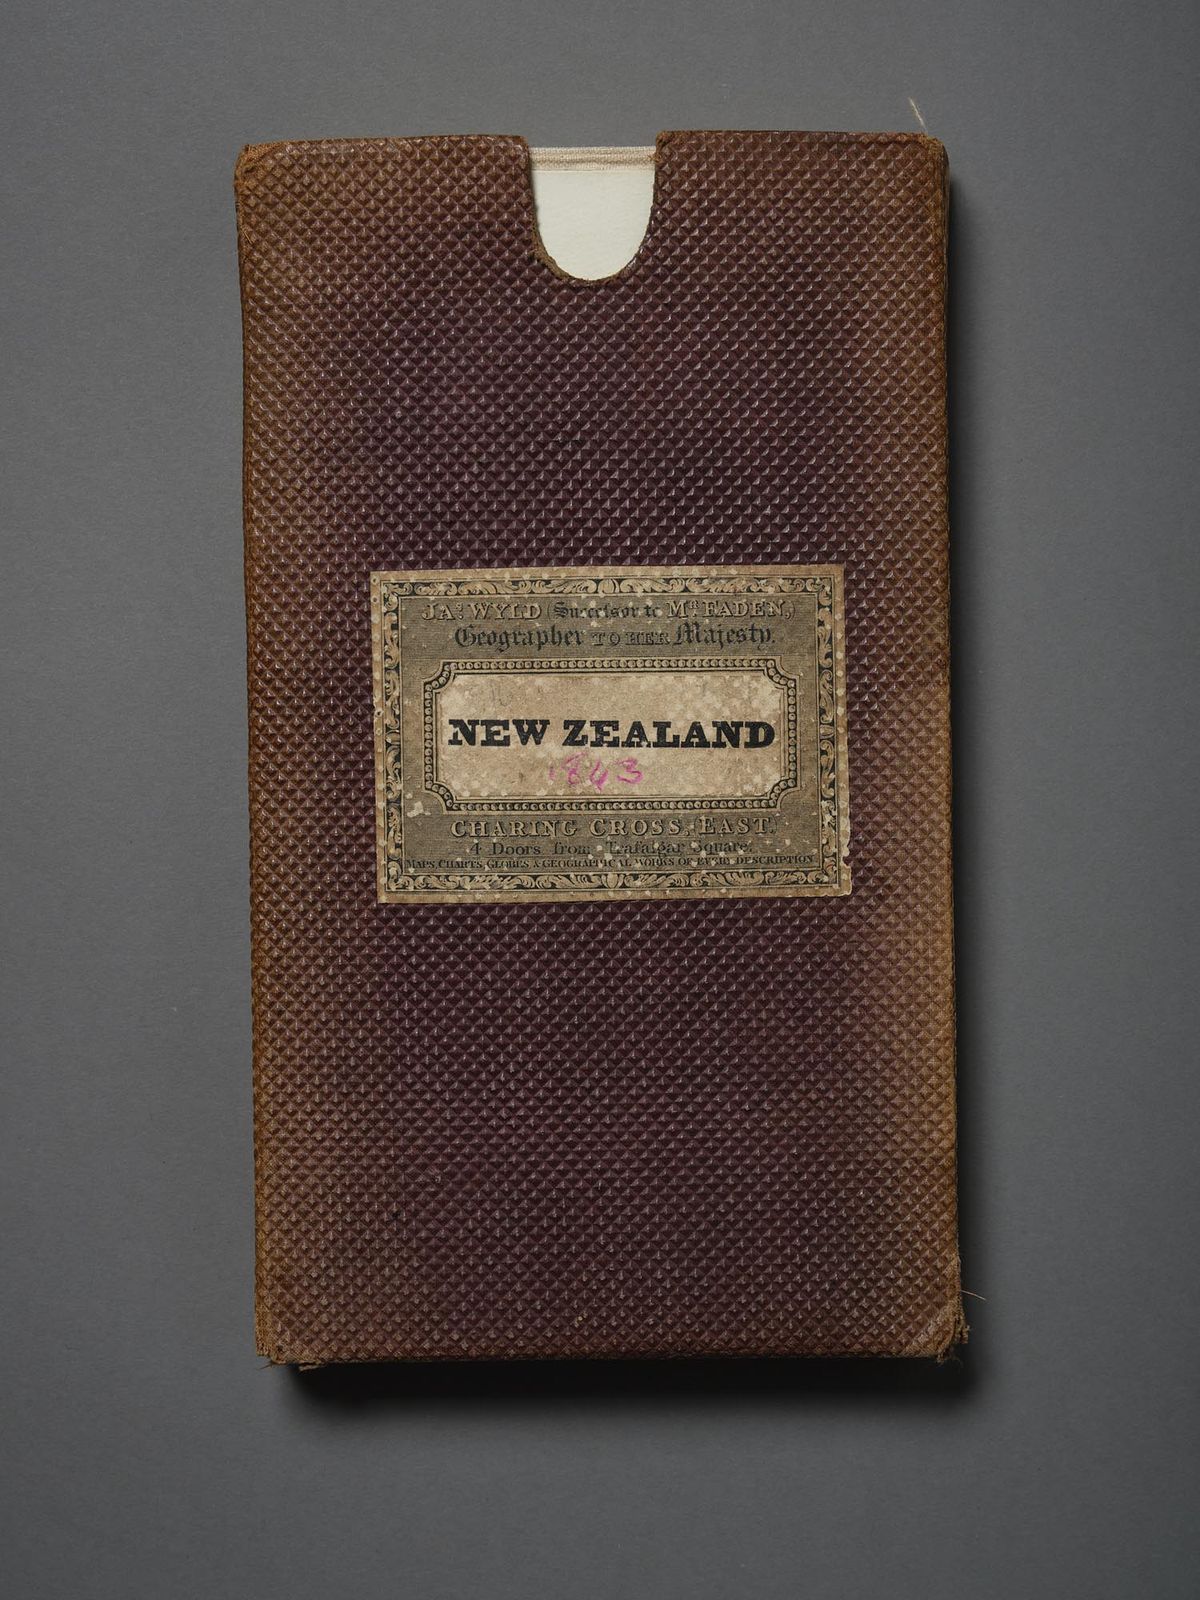 JAS. WYLD (Successor to MR. FADEN,)
Geographer TO HER Majesty.
NEW ZEALAND
1843
CHARING CROSS, EAST.
4 Doors from Trafalgar Square.
MAPS, CHARTS, GLOBES & GEOGRAPHICAL WORKS OF EVERY DESCRIPTION